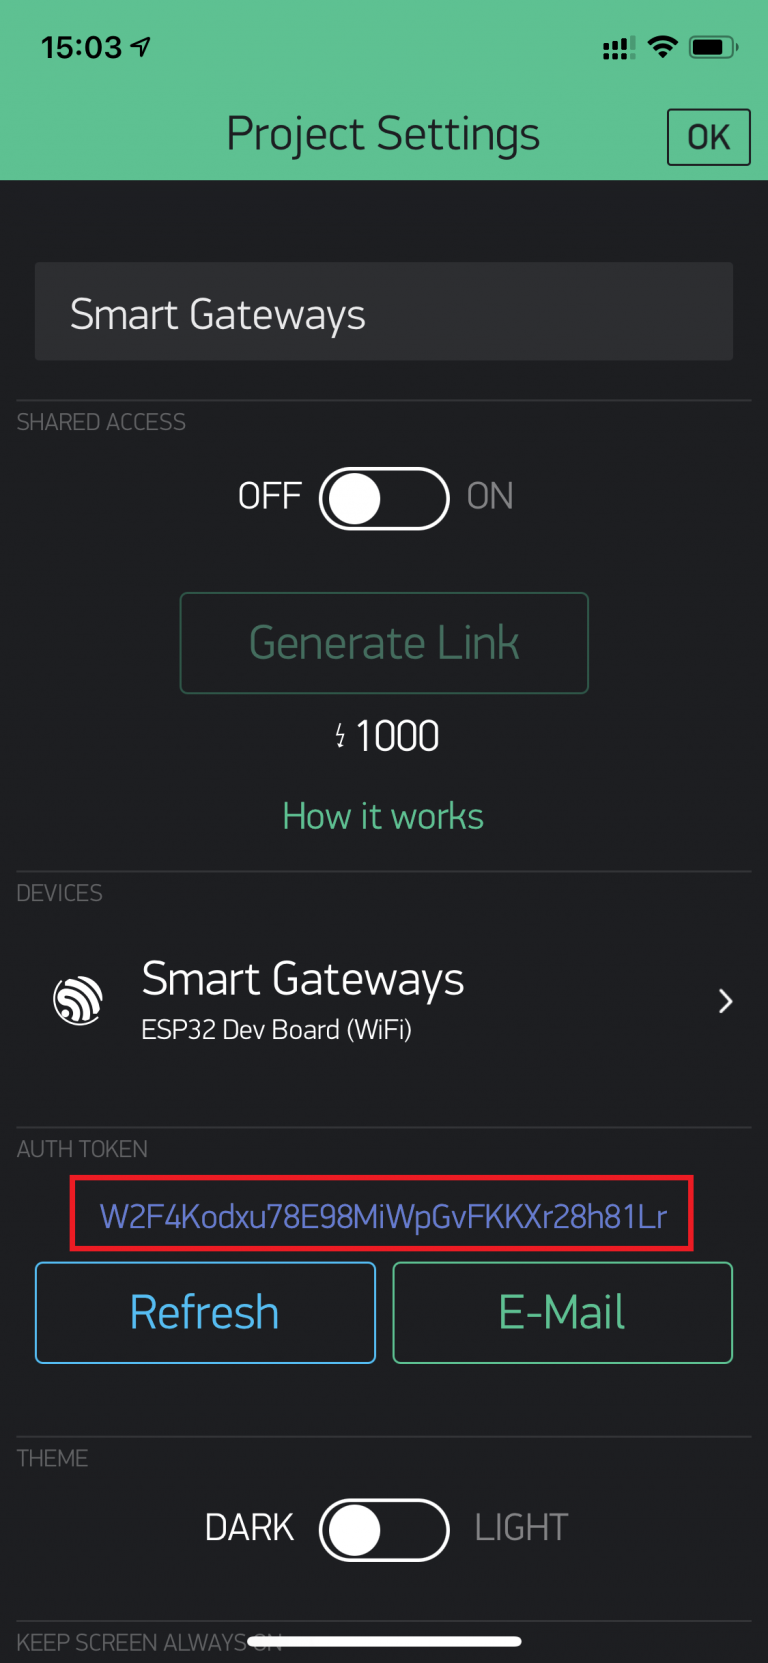 15:03
Project Settings
OK
Smart Gateways
SHARED ACCESS
OFF ON
Generate Link
1000
How it works
DEVICES
Smart Gateways
ESP32 Dev Board (WiFi)
AUTH TOKEN
W2F4Kodxu78E98MiWpGvFKKXr28h81Lr
Refresh
E-Mail
THEME
DARK LIGHT
KEEP SCREEN ALWAYS ON